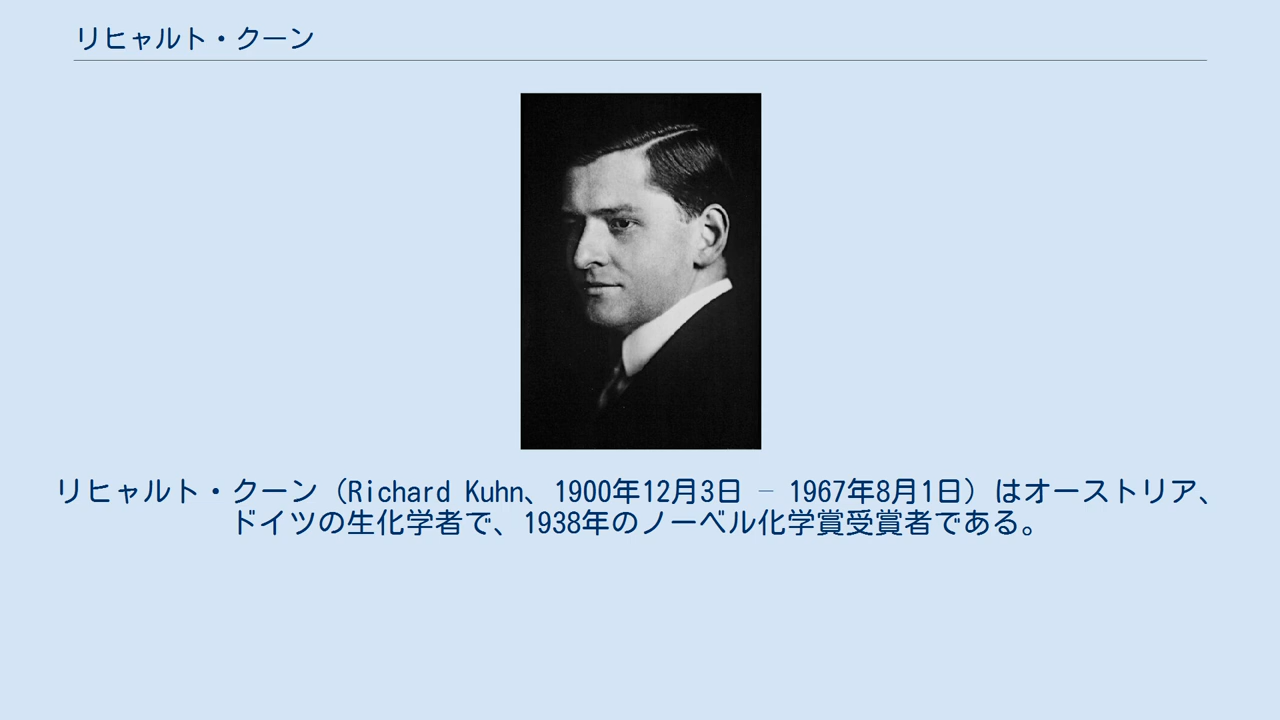 リヒャルト・クーン
リヒャルト・クーン（Richard Kuhn、1900年12月3日 – 1967年8月1日）はオーストリア、
ドイツの生化学者で、1938年のノーベル化学賞受賞者である。